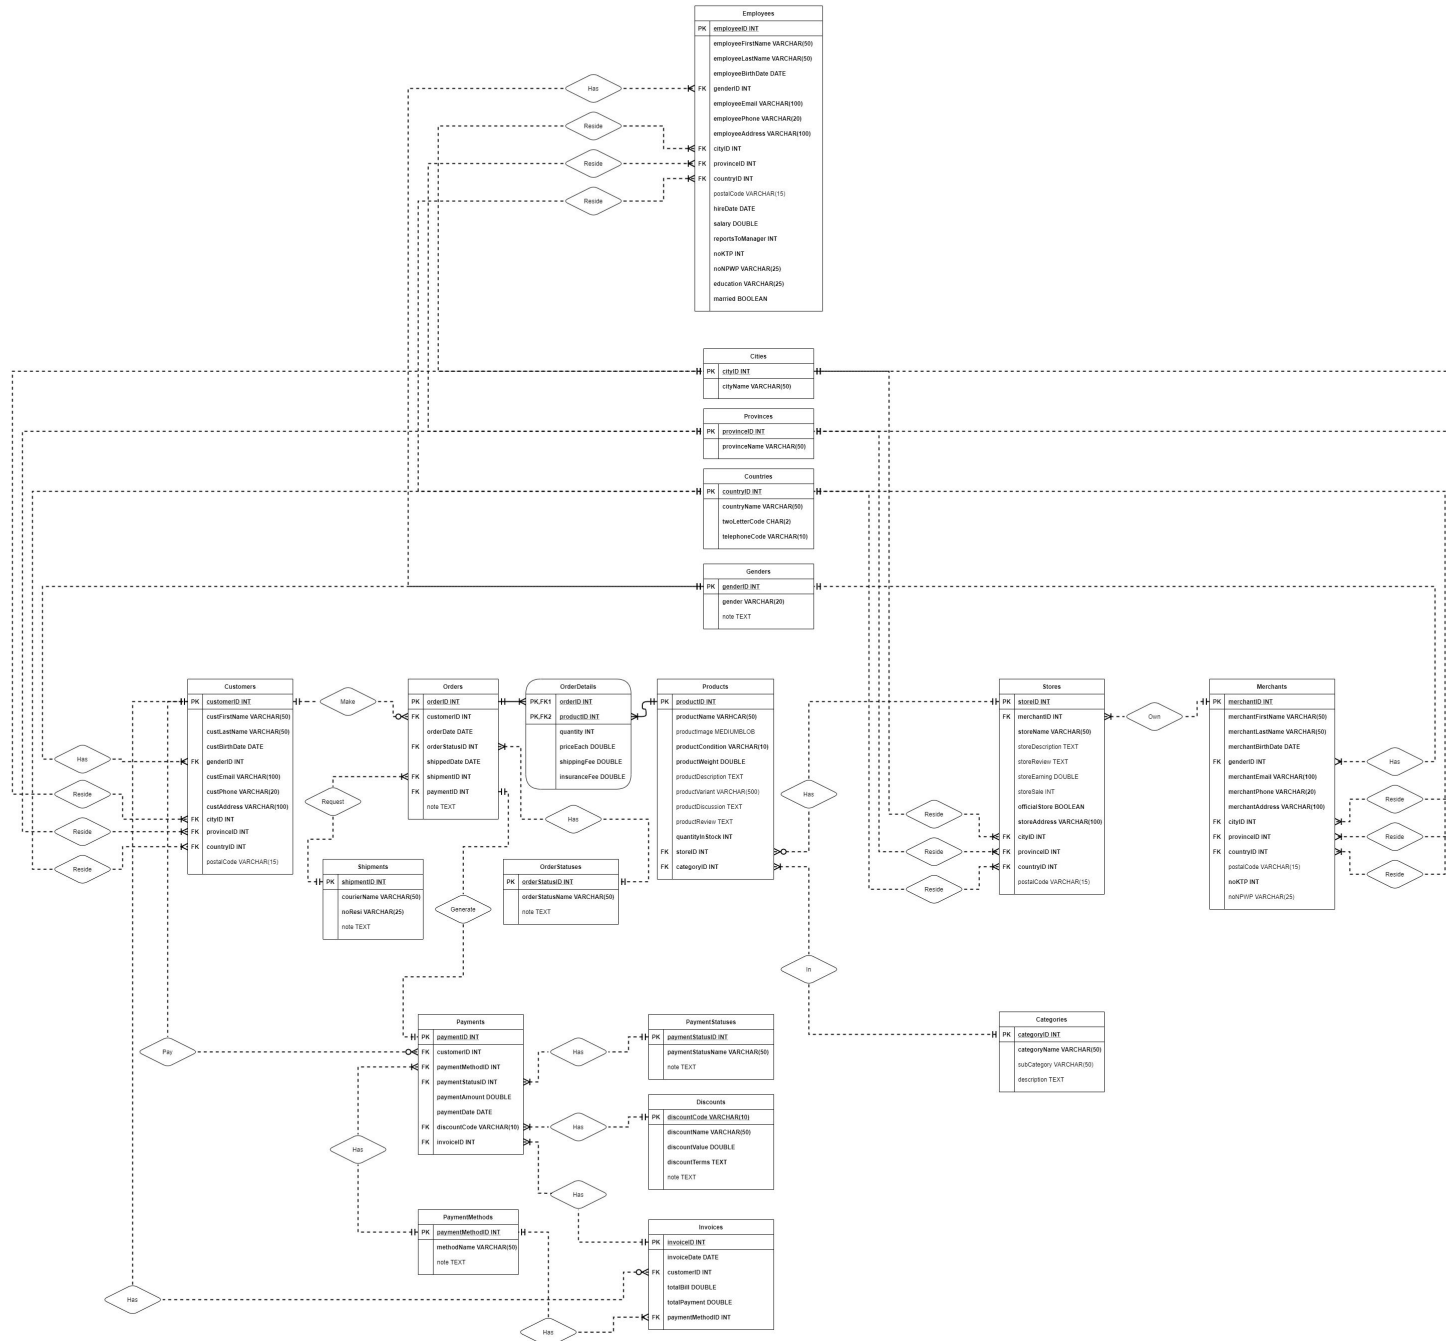 Employees
PK employeeID INT
employeeFirstName VARCHAR(50)
employeeLastName VARCHAR(50)
employeeBirthDate DATE
FK genderID INT
employeeEmail VARCHAR(100)
employeePhone VARCHAR(20)
employeeAddress VARCHAR(100)
FK cityID INT
FK provinceID INT
FK countryID INT
postalCode VARCHAR(15)
hireDate DATE
salary DOUBLE
reportsToManager INT
noKTP INT
noNPWP VARCHAR(25)
education VARCHAR(25)
married BOOLEAN
Has
Reside
Reside
Reside
Cities
PK cityID INT
cityName VARCHAR(50)
Provinces
PK provinceID INT
provinceName VARCHAR(50)
Countries
PK countryID INT
countryName VARCHAR(50)
twoLetterCode CHAR(2)
telephoneCode VARCHAR(10)
Genders
PK genderID INT
gender VARCHAR(20)
note TEXT
Customers
PK customerID INT
custFirstName VARCHAR(50)
custLastName VARCHAR(50)
custBirthDate DATE
FK genderID INT
custEmail VARCHAR(100)
custPhone VARCHAR(20)
custAddress VARCHAR(100)
FK cityID INT
FK provinceID INT
FK countryID INT
postalCode VARCHAR(15)
Has
Reside
Reside
Reside
Make
Orders
PK orderID INT
FK customerID INT
orderDate DATE
FK orderStatusID INT
shippedDate DATE
FK shipmentID INT
FK paymentID INT
note TEXT
Request
OrderDetails
PK,FK1 orderID INT
PK,FK2 productID INT
quantity INT
priceEach DOUBLE
shippingFee DOUBLE
insuranceFee DOUBLE
Has
Products
PK productID INT
productName VARHCAR(50)
productImage MEDIUMBLOB
productCondition VARCHAR(10)
productWeight DOUBLE
productDescription TEXT
productVariant VARCHAR(500)
productDiscussion TEXT
productReview TEXT
quantityInStock INT
FK storeID INT
FK categoryID INT
Has
Stores
PK storeID INT
FK merchantID INT
storeName VARCHAR(50)
storeDescription TEXT
storeReview TEXT
storeEarning DOUBLE
storeSale INT
officialStore BOOLEAN
storeAddress VARCHAR(100)
FK cityID INT
FK provinceID INT
FK countryID INT
postalCode VARCHAR(15)
Reside
Reside
Reside
Own
Merchants
PK merchantID INT
merchantFirstName VARCHAR(50)
merchantLastName VARCHAR(50)
merchantBirthDate DATE
FK genderID INT
merchantEmail VARCHAR(100)
merchantPhone VARCHAR(20)
merchantAddress VARCHAR(100)
FK cityID INT
FK provinceID INT
FK countryID INT
postalCode VARCHAR(15)
noKTP INT
noNPWP VARCHAR(25)
Has
Reside
Reside
Reside
Shipments
PK shipmentID INT
courierName VARCHAR(50)
noResi VARCHAR(25)
note TEXT
Generate
OrderStatuses
PK orderStatusID INT
orderStatusName VARCHAR(50)
note TEXT
In
Categories
PK categoryID INT
categoryName VARCHAR(50)
subCategory VARCHAR(50)
description TEXT
Pay
Payments
PK paymentID INT
FK customerID INT
FK paymentMethodID INT
FK paymentStatusID INT
paymentAmount DOUBLE
paymentDate DATE
FK discountCode VARCHAR(10)
FK invoiceID INT
Has
Has
Has
Has
PaymentStatuses
PK paymentStatusID INT
paymentStatusName VARCHAR(50)
note TEXT
Discounts
PK discountCode VARCHAR(10)
discountName VARCHAR(50)
discountValue DOUBLE
discountTerms TEXT
note TEXT
PaymentMethods
PK paymentMethodID INT
methodName VARCHAR(50)
note TEXT
Invoices
PK invoiceID INT
invoiceDate DATE
FK customerID INT
totalBill DOUBLE
totalPayment DOUBLE
FK paymentMethodID INT
Has
Has